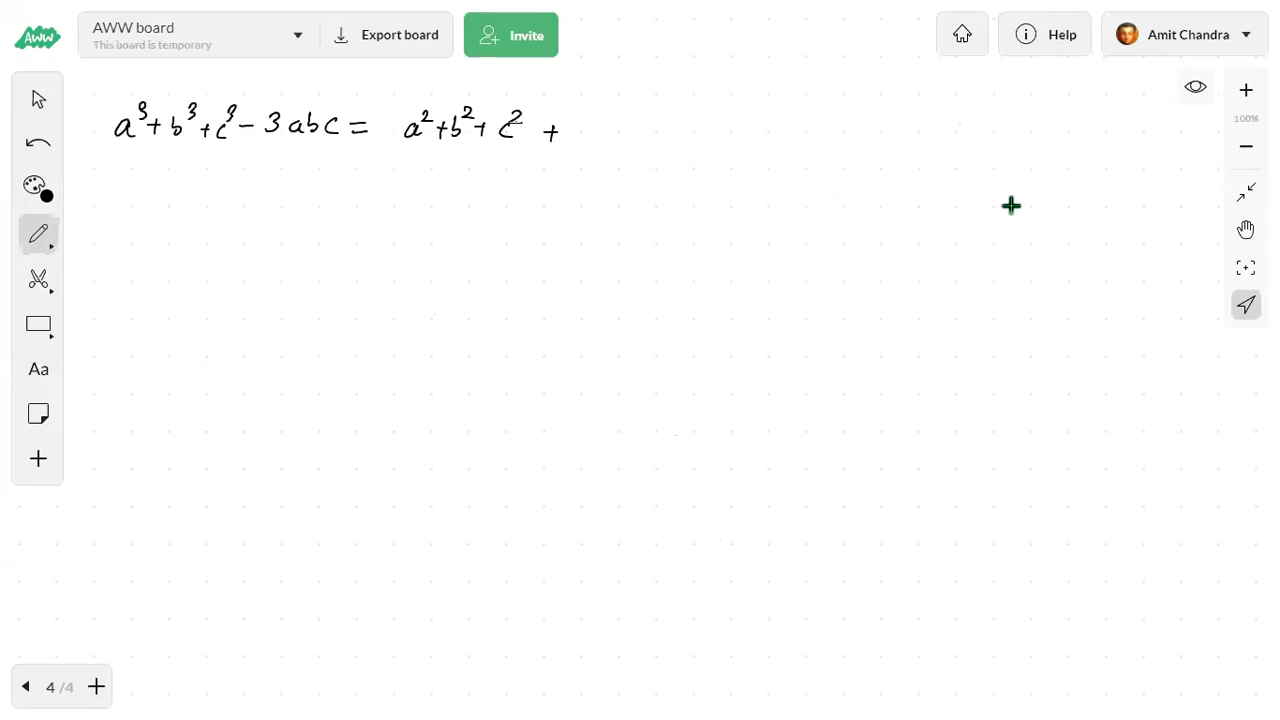 AWW
AWW board
This board is temporary
Export board
Invite
Help
Amit Chandra
a³ + b³ + c³ - 3abc = a² + b² + c² +
100%
Aa
4 /4